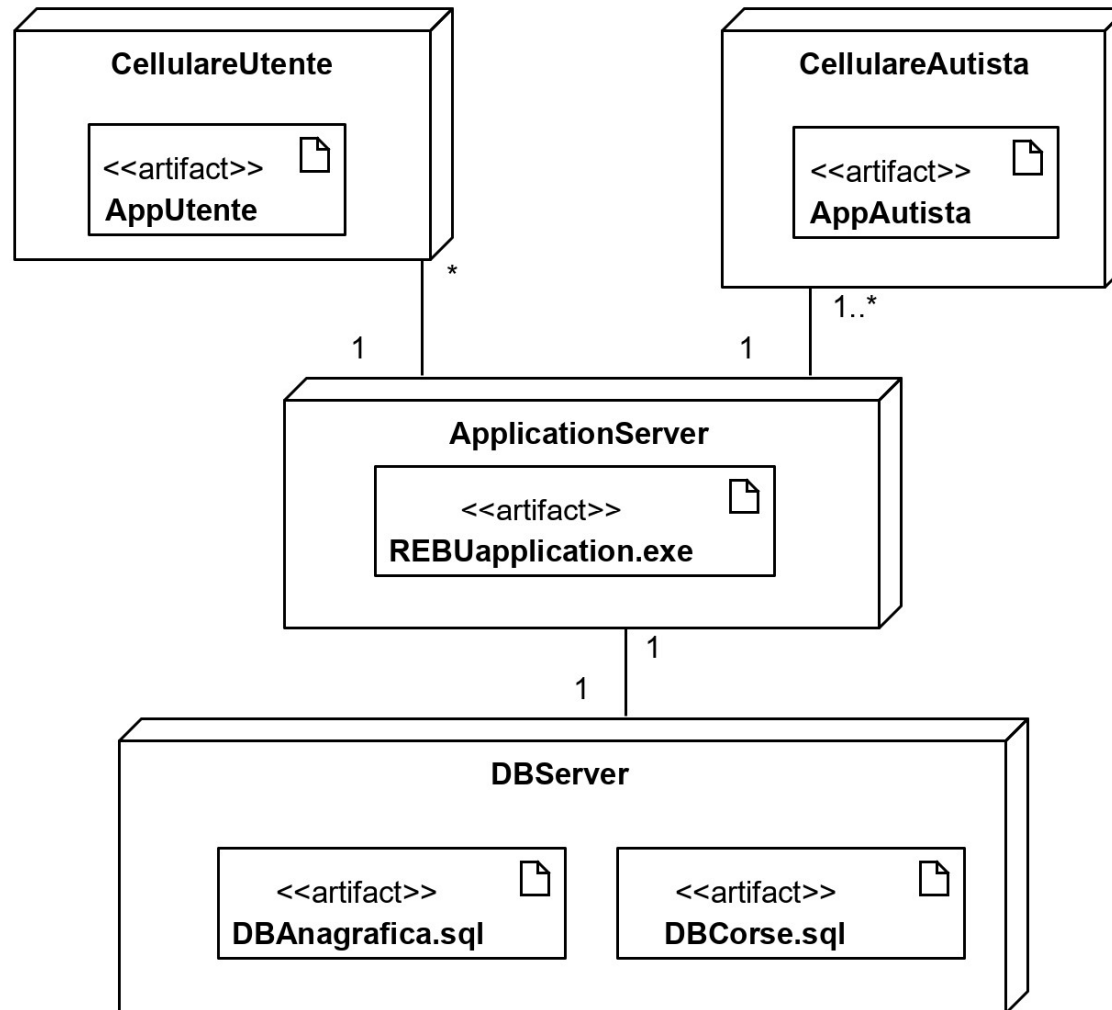 CellulareUtente
<<artifact>>
AppUtente
CellulareAutista
<<artifact>>
AppAutista
*
1..*
1
1
ApplicationServer
<<artifact>>
REBUapplication.exe
1
1
DBServer
<<artifact>>
DBAnagrafica.sql
<<artifact>>
DBCorse.sql